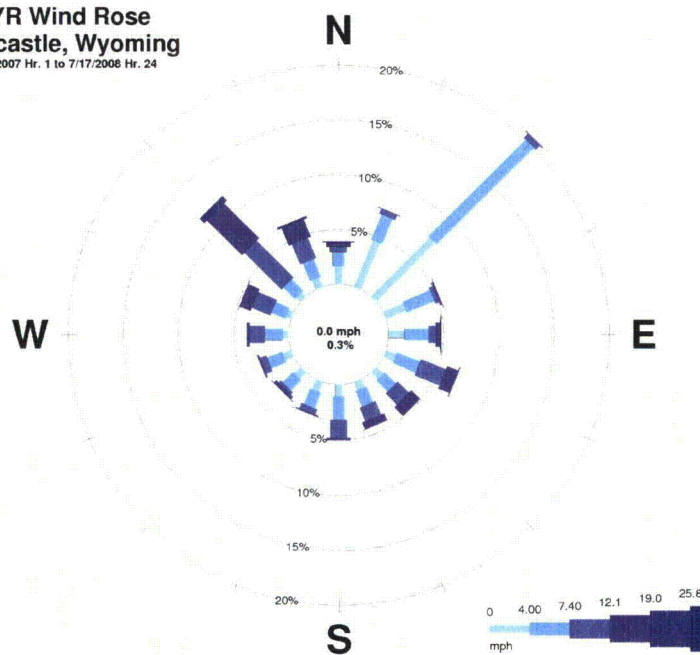 YR Wind Rose
castle, Wyoming
2007 Hr. 1 to 7/17/2008 Hr. 24
N
20%
15%
10%
5%
W
0.0 mph
0.3%
E
5%
10%
15%
20%
S
0 4.00 7.40 12.1 19.0 25.8
mph